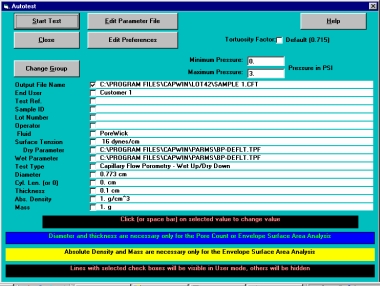 Autotest
Start Test
Edit Parameter File
Help
Close
Edit Preferences
Tortuosity Factor: Default (0.715)
Change Group
Minimum Pressure: 0.
Maximum Pressure: 3.
Pressure in PSI
Output File Name C:\PROGRAM FILES\CAPWIN\LOT42\SAMPLE 1.CFT
End User Customer 1
Test Ref.
Sample ID
Lot Number
Operator
Fluid PoreWick
Surface Tension 16 dynes/cm
Dry Parameter C:\PROGRAM FILES\CAPWIN\PARMS\BP-DEFLT.TPF
Wet Parameter C:\PROGRAM FILES\CAPWIN\PARMS\BP-DEFLT.TPF
Test Type Capillary Flow Porometry - Wet Up/Dry Down
Diameter 0.773 cm
Cyl. Len. (or 0) 0. cm
Thickness 0.1 cm
Abs. Density 1. g/cm^3
Mass 1. g
Click (or space bar) on selected value to change value
Diameter and thickness are necessary only for the Pore Count or Envelope Surface Area Analysis
Absolute Density and Mass are necessary only for the Envelope Surface Area Analysis
Lines with selected check boxes will be visible in User mode, others will be hidden